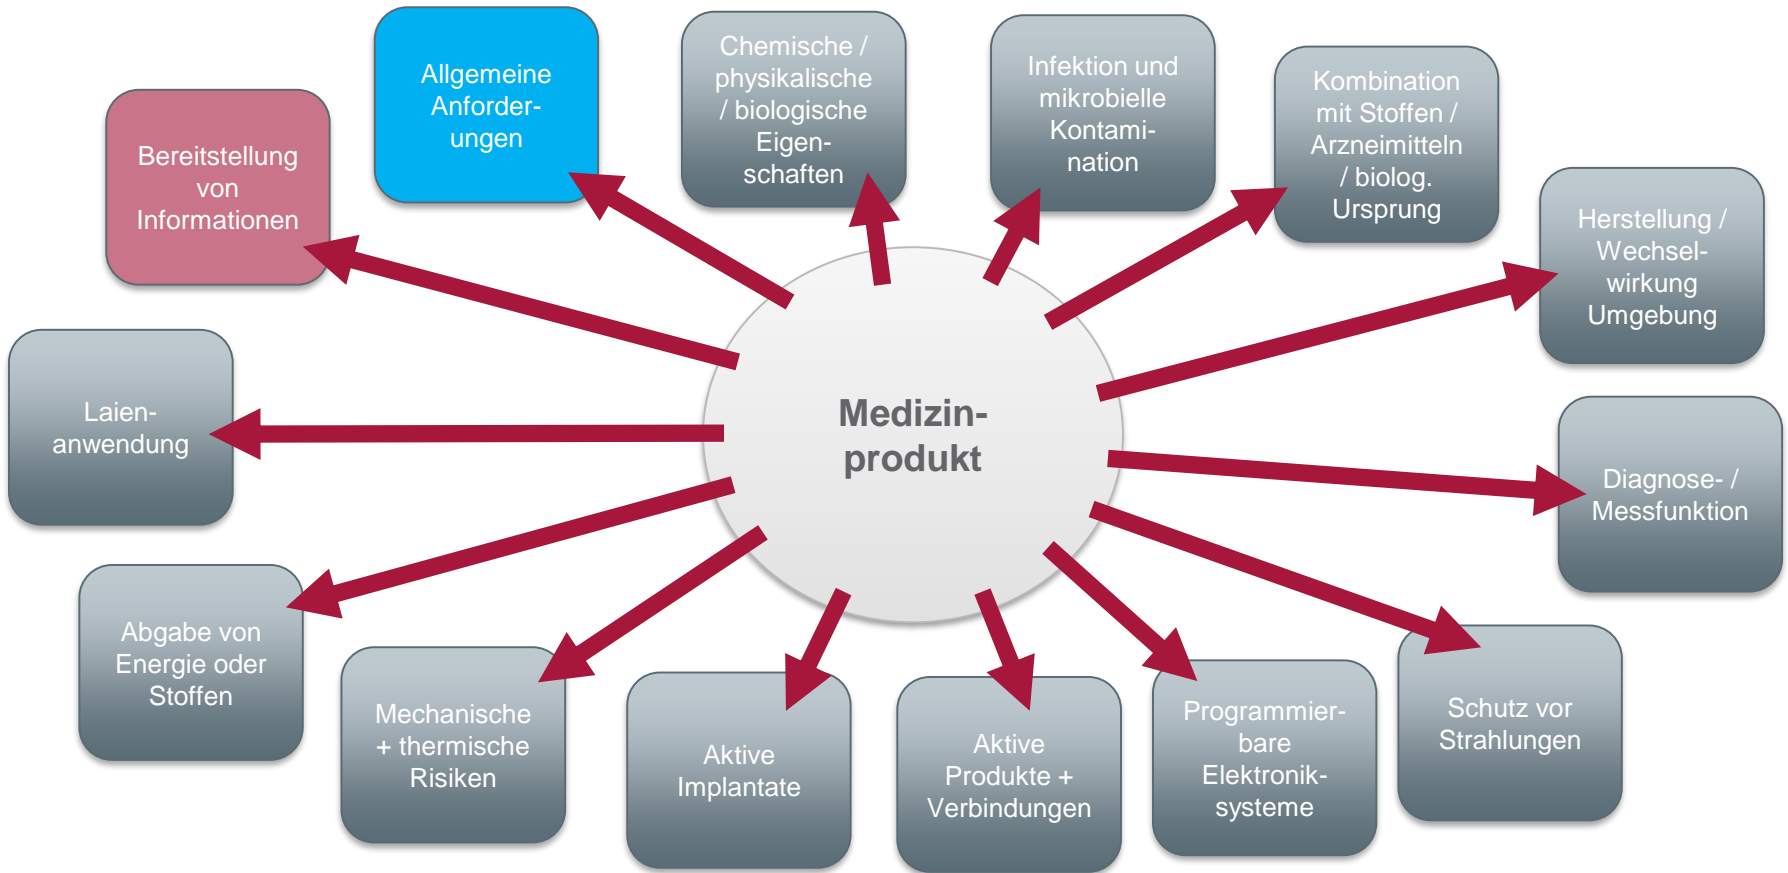 Allgemeine
Anforder-
ungen
Chemische /
physikalische
/ biologische
Eigen-
schaften
Infektion und
mikrobielle
Kontami-
nation
Kombination
mit Stoffen /
Arzneimitteln
/ biolog.
Ursprung
Herstellung /
Wechsel-
wirkung
Umgebung
Diagnose- /
Messfunktion
Schutz vor
Strahlungen
Programmier-
bare
Elektronik-
systeme
Aktive
Produkte +
Verbindungen
Aktive
Implantate
Mechanische
+ thermische
Risiken
Abgabe von
Energie oder
Stoffen
Laien-
anwendung
Bereitstellung
von
Informationen
Medizin-
produkt